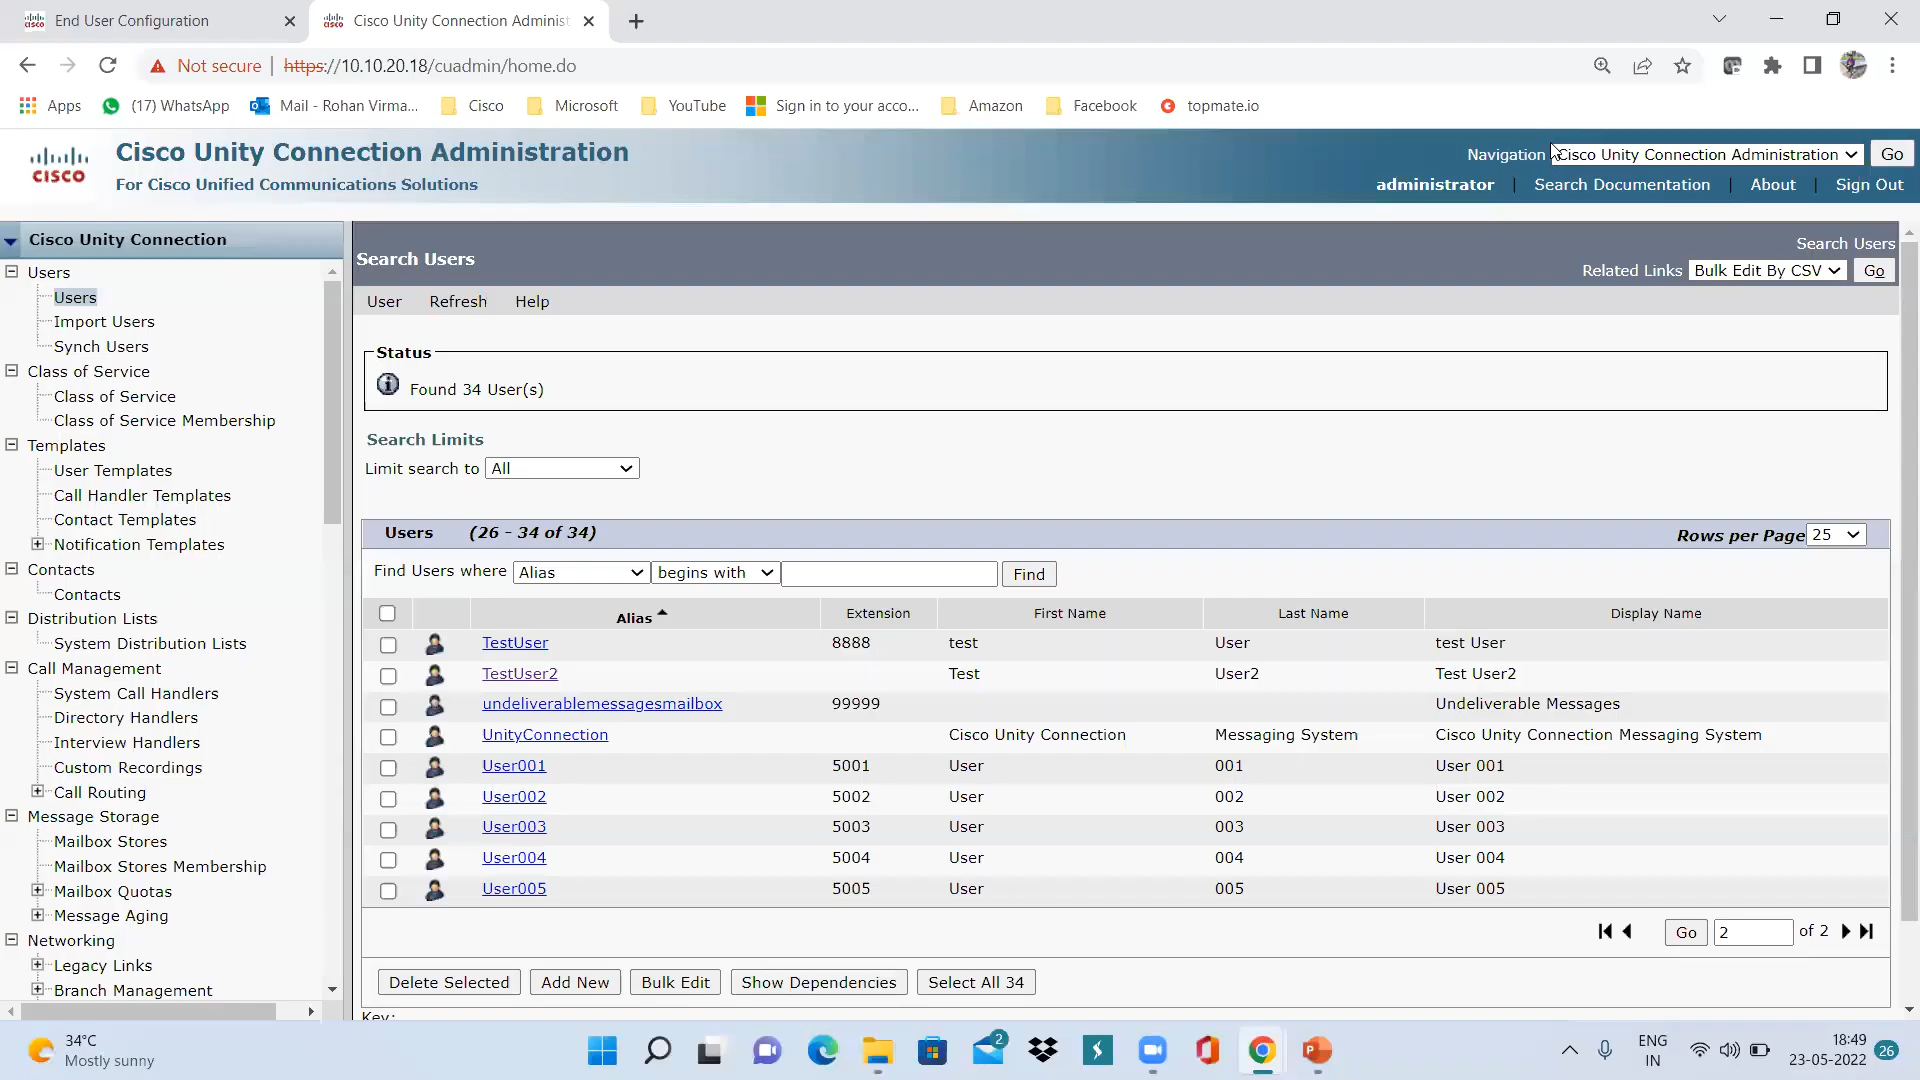 End User Configuration
Cisco Unity Connection Administ
Not secure | https://10.10.20.18/cuadmin/home.do
Apps
(17) WhatsApp
Mail - Rohan Virma...
Cisco
Microsoft
YouTube
Sign in to your acco...
Amazon
Facebook
topmate.io
CISCO
Cisco Unity Connection Administration
For Cisco Unified Communications Solutions
Navigation Cisco Unity Connection Administration Go
administrator | Search Documentation | About | Sign Out
Cisco Unity Connection
Users
Users
Import Users
Synch Users
Class of Service
Class of Service
Class of Service Membership
Templates
User Templates
Call Handler Templates
Contact Templates
Notification Templates
Contacts
Contacts
Distribution Lists
System Distribution Lists
Call Management
System Call Handlers
Directory Handlers
Interview Handlers
Custom Recordings
Call Routing
Message Storage
Mailbox Stores
Mailbox Stores Membership
Mailbox Quotas
Message Aging
Networking
Legacy Links
Branch Management
Search Users
Search Users
Related Links Bulk Edit By CSV Go
User Refresh Help
Status
Found 34 User(s)
Search Limits
Limit search to All
Users (26 - 34 of 34)
Rows per Page 25
Find Users where Alias begins with Find
Alias Extension First Name Last Name Display Name
TestUser 8888 test User test User
TestUser2 Test User2 Test User2
undeliverablemessagesmailbox 99999 Undeliverable Messages
UnityConnection Cisco Unity Connection Messaging System Cisco Unity Connection Messaging System
User001 5001 User 001 User 001
User002 5002 User 002 User 002
User003 5003 User 003 User 003
User004 5004 User 004 User 004
User005 5005 User 005 User 005
Go 2 of 2
Delete Selected Add New Bulk Edit Show Dependencies Select All 34
Key:
34°C
Mostly sunny
2
ENG
IN
18:49
23-05-2022
26